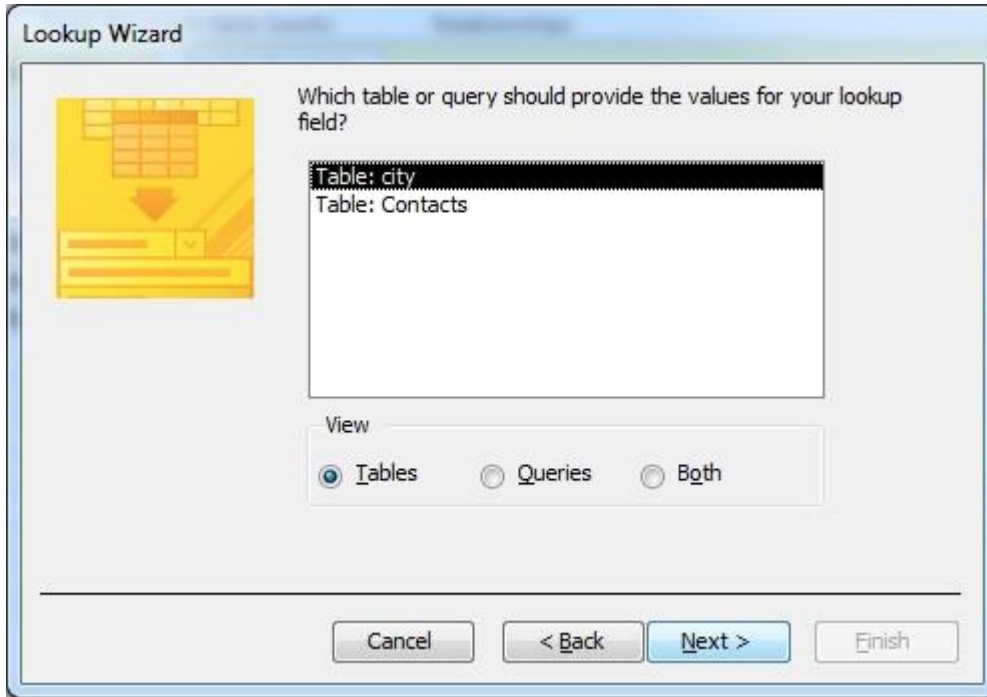 Lookup Wizard
Which table or query should provide the values for your lookup
field?
Table: city
Table: Contacts
View
Tables Queries Both
Cancel < Back Next > Finish